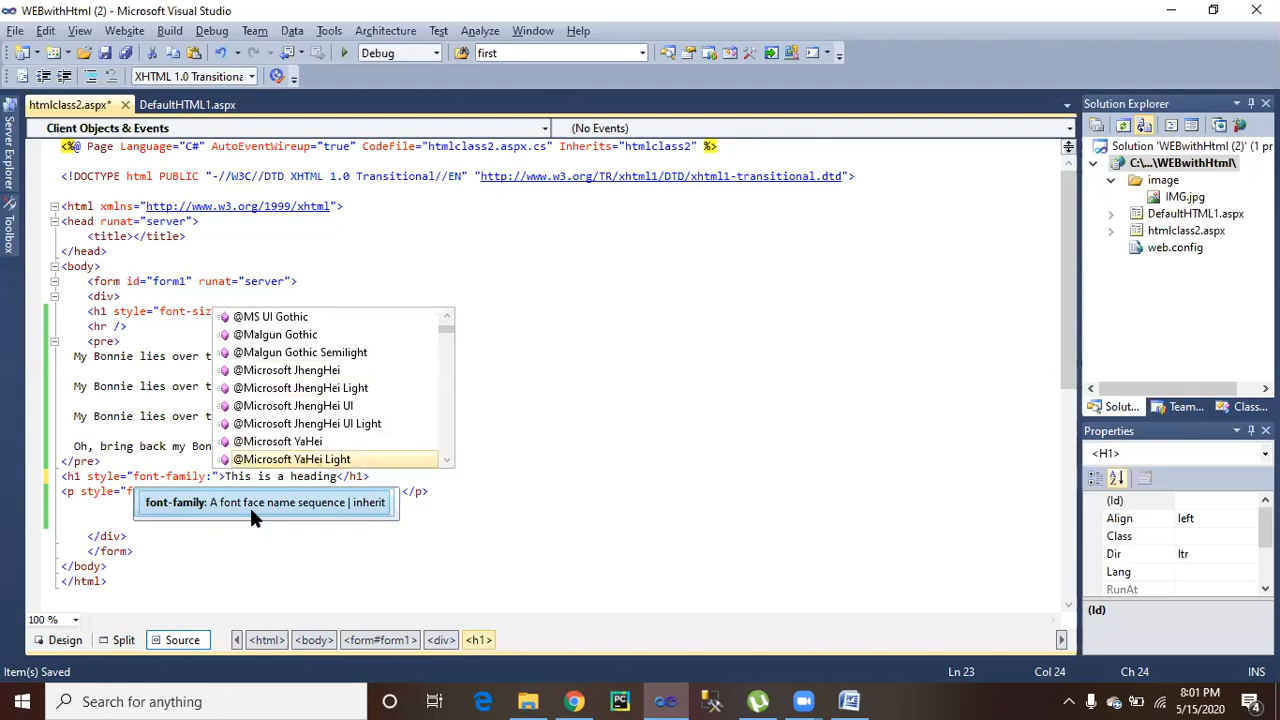 WEBwithHtml (2) - Microsoft Visual Studio
File Edit View Website Build Debug Team Data Tools Architecture Test Analyze Window Help
Debug first
XHTML 1.0 Transitiona
htmlclass2.aspx* DefaultHTML1.aspx
Client Objects & Events (No Events)
<%@ Page Language="C#" AutoEventWireup="true" CodeFile="htmlclass2.aspx.cs" Inherits="htmlclass2" %>
<!DOCTYPE html PUBLIC "-//W3C//DTD XHTML 1.0 Transitional//EN" "http://www.w3.org/TR/xhtml1/DTD/xhtml1-transitional.dtd">
<html xmlns="http://www.w3.org/1999/xhtml">
<head runat="server">
<title></title>
</head>
<body>
<form id="form1" runat="server">
<div>
<h1 style="font-siz
<hr />
<pre>
My Bonnie lies over t
My Bonnie lies over t
My Bonnie lies over t
Oh, bring back my Bon
</pre>
<h1 style="font-family:">This is a heading</h1>
<p style="f </p>
</div>
</form>
</body>
</html>
@MS UI Gothic
@Malgun Gothic
@Malgun Gothic Semilight
@Microsoft JhengHei
@Microsoft JhengHei Light
@Microsoft JhengHei UI
@Microsoft JhengHei UI Light
@Microsoft YaHei
@Microsoft YaHei Light
font-family: A font face name sequence | inherit
100 %
Design Split Source <html> <body> <form#form1> <div> <h1>
Item(s) Saved Ln 23 Col 24 Ch 24 INS
Server Explorer
Toolbox
Solution Explorer
Solution 'WEBwithHtml (2)' (1 pr
C:\...\WEBwithHtml\
image
IMG.jpg
DefaultHTML1.aspx
htmlclass2.aspx
web.config
Solut... Team... Class...
Properties
<H1>
(Id)
Align left
Class
Dir ltr
Lang
RunAt
(Id)
Search for anything
8:01 PM
5/15/2020
4